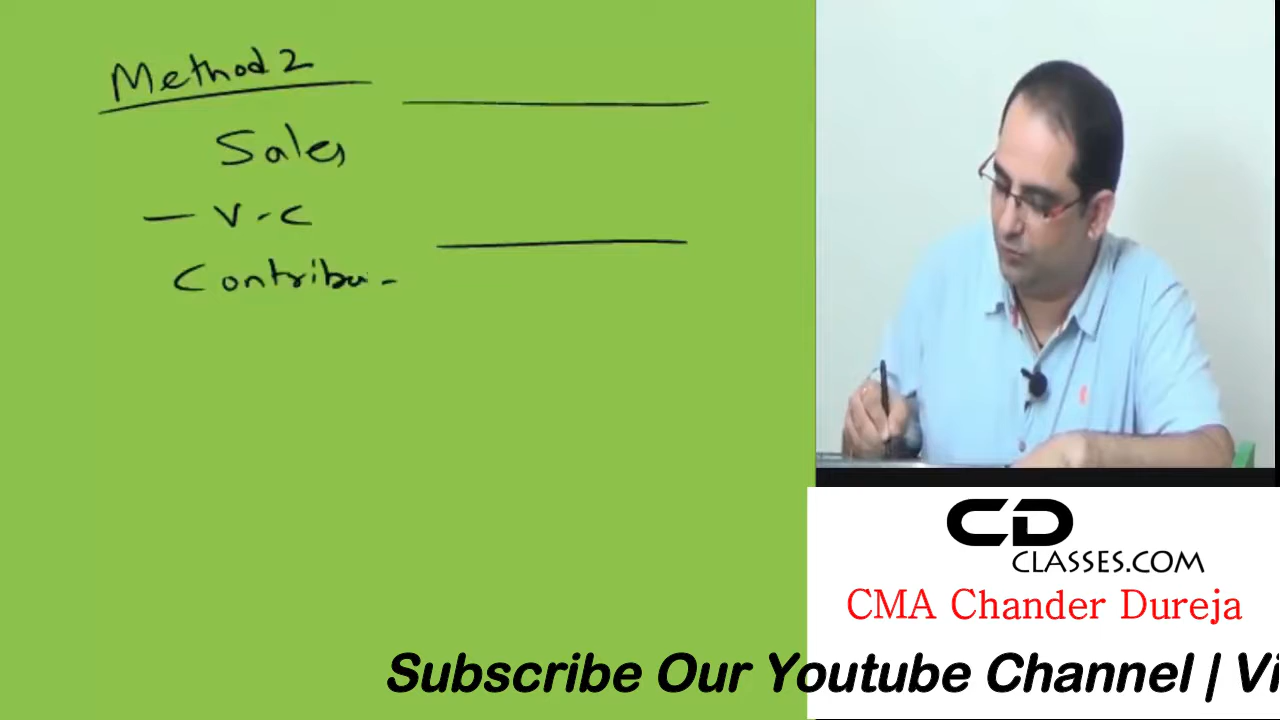 Method 2
Sales
- V.C
Contribu-
CD
CLASSES.COM
CMA Chander Dureja
Subscribe Our Youtube Channel | Vi